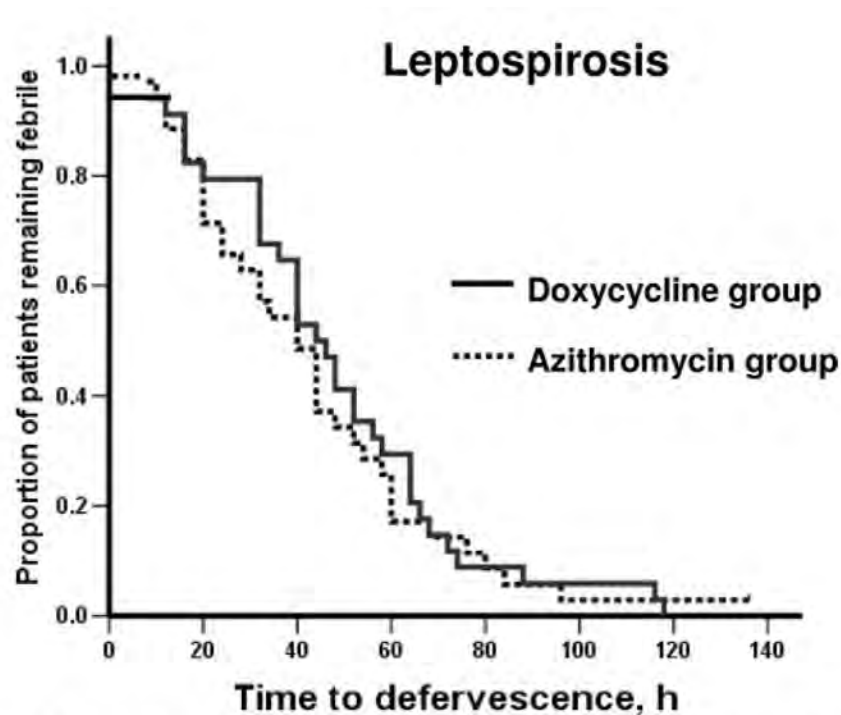 Leptospirosis
Proportion of patients remaining febrile
1.0
0.8
0.6
0.4
0.2
0.0
Doxycycline group
Azithromycin group
0 20 40 60 80 100 120 140
Time to defervescence, h